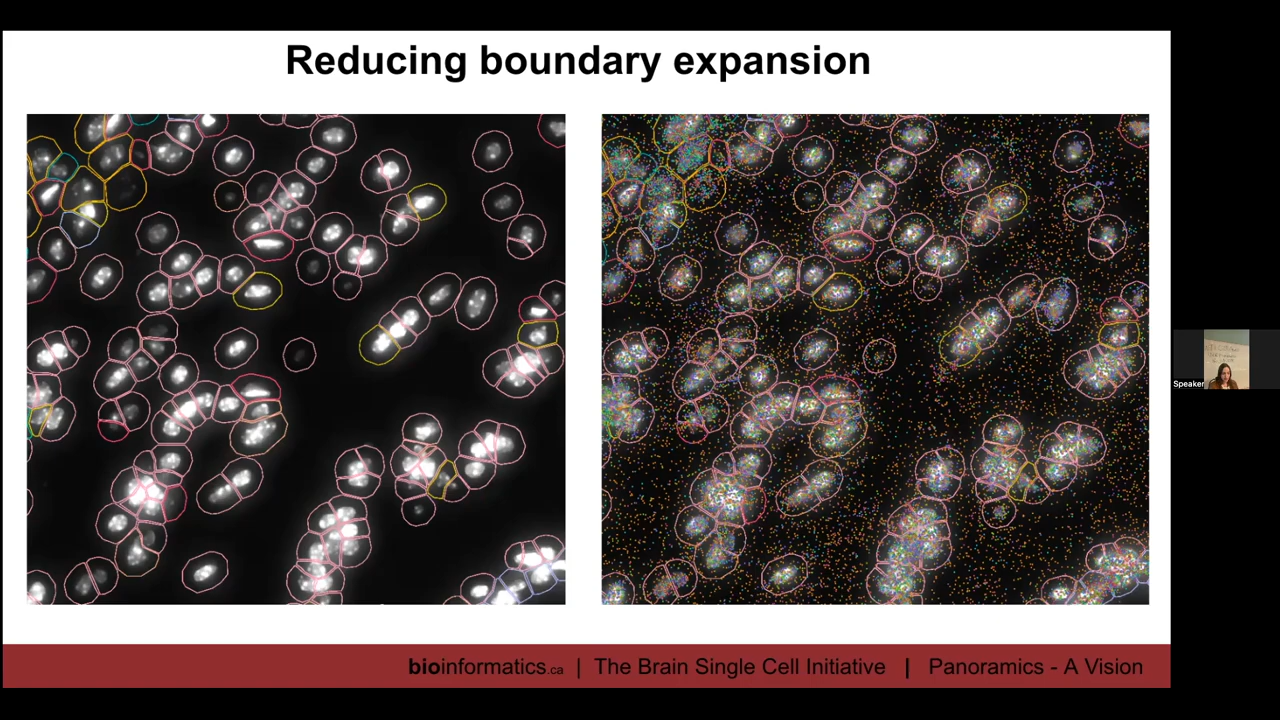 Reducing boundary expansion
bioinformatics.ca | The Brain Single Cell Initiative | Panoramics - A Vision
Speaker